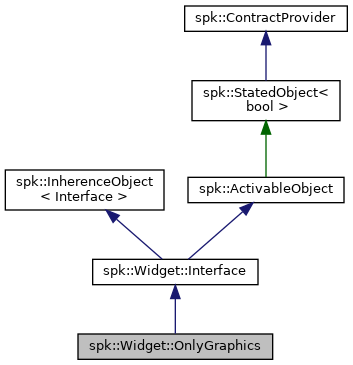 spk::ContractProvider
spk::StatedObject<
bool >
spk::InherenceObject
< Interface >
spk::ActivableObject
spk::Widget::Interface
spk::Widget::OnlyGraphics